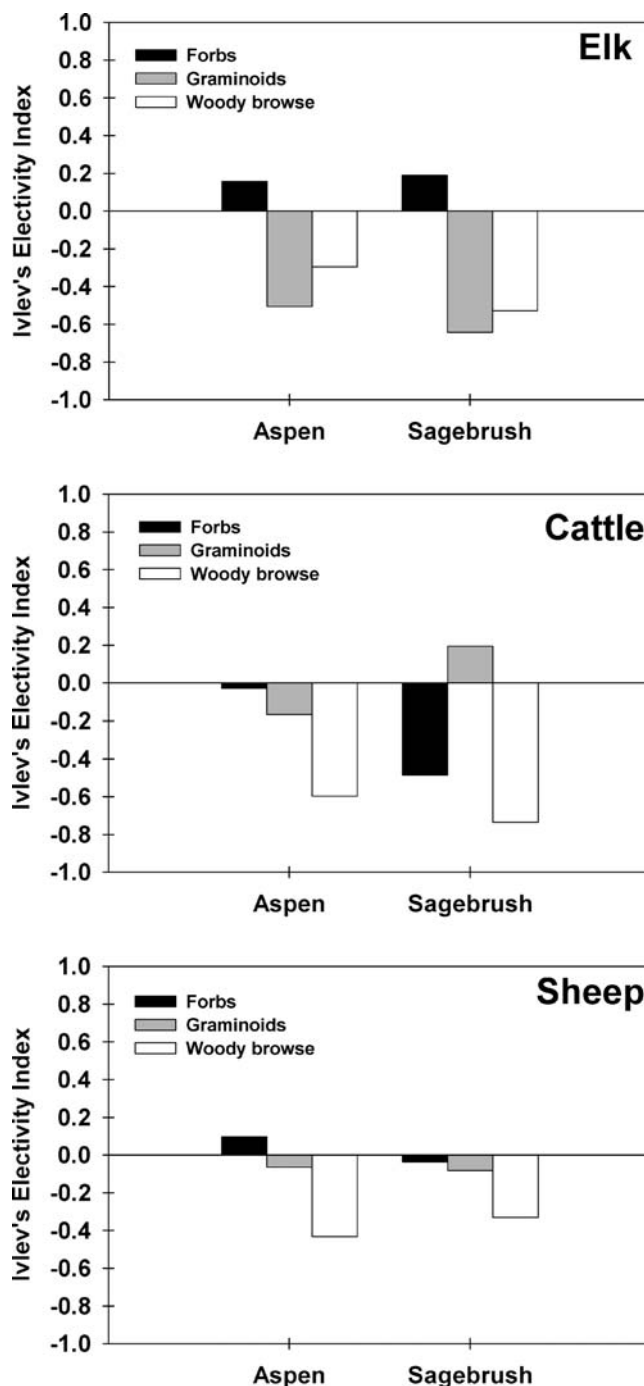 Elk
Forbs
Graminoids
Woody browse
Ivlev's Electivity Index
1.0
0.8
0.6
0.4
0.2
0.0
-0.2
-0.4
-0.6
-0.8
-1.0
Aspen Sagebrush
Cattle
Forbs
Graminoids
Woody browse
Ivlev's Electivity Index
1.0
0.8
0.6
0.4
0.2
0.0
-0.2
-0.4
-0.6
-0.8
-1.0
Aspen Sagebrush
Sheep
Forbs
Graminoids
Woody browse
Ivlev's Electivity Index
1.0
0.8
0.6
0.4
0.2
0.0
-0.2
-0.4
-0.6
-0.8
-1.0
Aspen Sagebrush